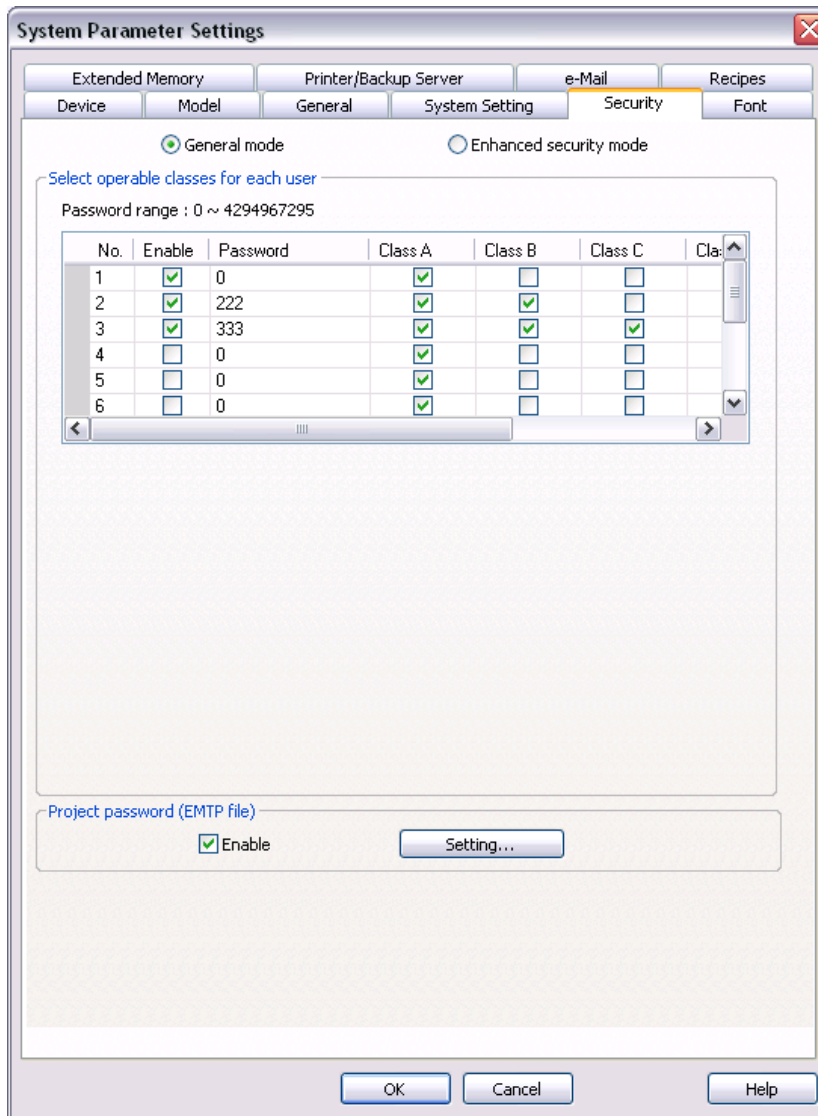 System Parameter Settings
Extended Memory Printer/Backup Server e-Mail Recipes
Device Model General System Setting Security Font
General mode Enhanced security mode
Select operable classes for each user
Password range : 0 ~ 4294967295
No. Enable Password Class A Class B Class C Clas
1 0
2 222
3 333
4 0
5 0
6 0
Project password (EMTP file)
Enable Setting...
OK Cancel Help